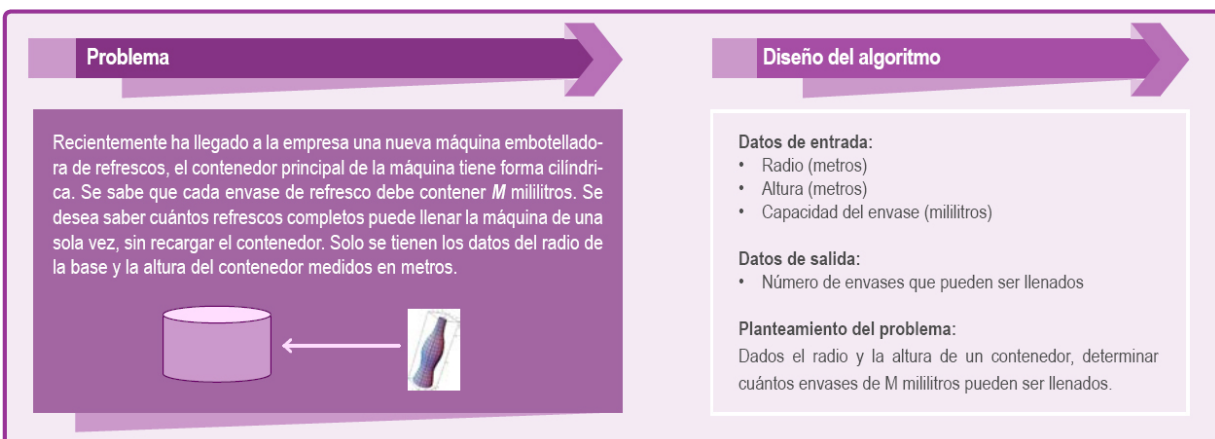 Problema
Recientemente ha llegado a la empresa una nueva máquina embotellado-
ra de refrescos, el contenedor principal de la máquina tiene forma cilíndri-
ca. Se sabe que cada envase de refresco debe contener M mililitros. Se
desea saber cuántos refrescos completos puede llenar la máquina de una
sola vez, sin recargar el contenedor. Solo se tienen los datos del radio de
la base y la altura del contenedor medidos en metros.
Diseño del algoritmo
Datos de entrada:
• Radio (metros)
• Altura (metros)
• Capacidad del envase (mililitros)
Datos de salida:
• Número de envases que pueden ser llenados
Planteamiento del problema:
Dados el radio y la altura de un contenedor, determinar
cuántos envases de M mililitros pueden ser llenados.